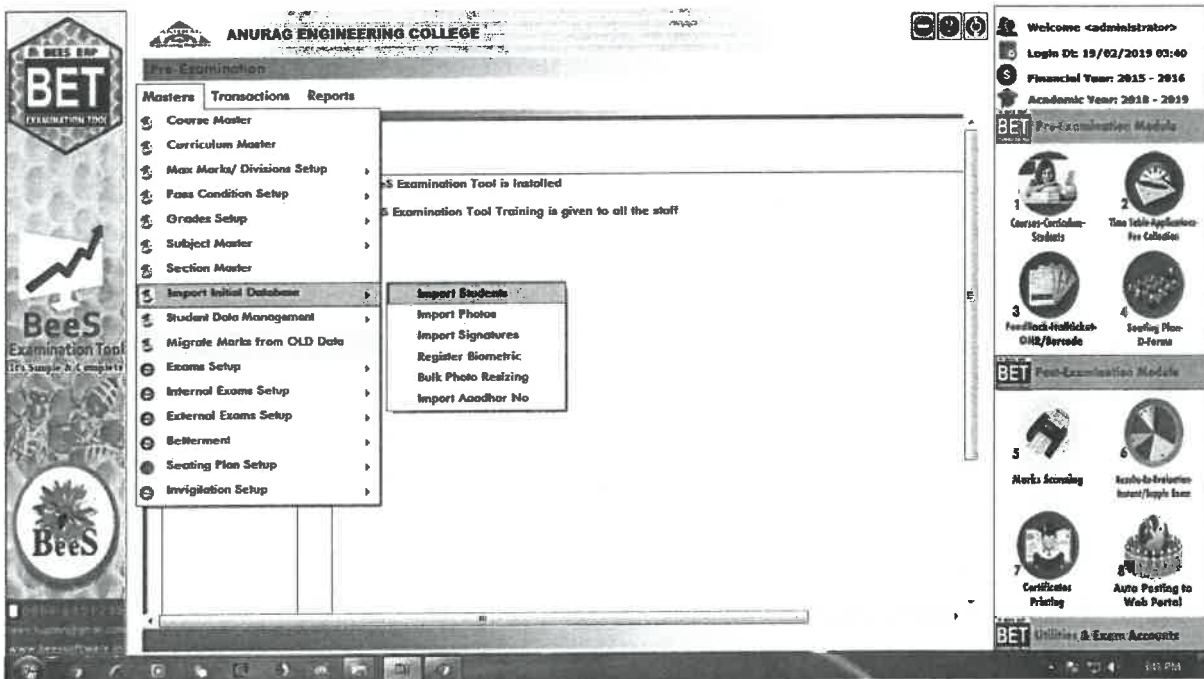 BEES ERP
BET
EXAMINATION TOOL
BeeS
Examination Tool
It's Simple & Complete
BeeS
ANURAG ENGINEERING COLLEGE
Pre-Examination
Masters Transactions Reports
Course Master
Curriculum Master
Max Marks/ Divisions Setup
Pass Condition Setup
Grades Setup
Subject Master
Section Master
Import Initial Database
Student Data Management
Migrate Marks from OLD Data
Exams Setup
Internal Exams Setup
External Exams Setup
Betterment
Seating Plan Setup
Invigilation Setup
Import Students
Import Photos
Import Signatures
Register Biometric
Bulk Photo Resizing
Import Aadhar No
eS Examination Tool is Installed
S Examination Tool Training is given to all the staff
Welcome <administrator>
Login Dt: 19/02/2019 03:40
Financial Year: 2015 - 2016
Academic Year: 2018 - 2019
BET Pre-Examination Module
1
Courses-Curriculum-
Students
2
Time Table-Applications-
Fee Collection
3
Feedback-Hallticket-
OMR/Barcode
4
Seating Plan-
D-Forms
BET Post-Examination Module
5
Marks Scanning
6
Results-Re-Evaluation-
Instant/Supple Exam
7
Certificates
Printing
8
Auto Posting to
Web Portal
BET Utilities & Exam Accounts